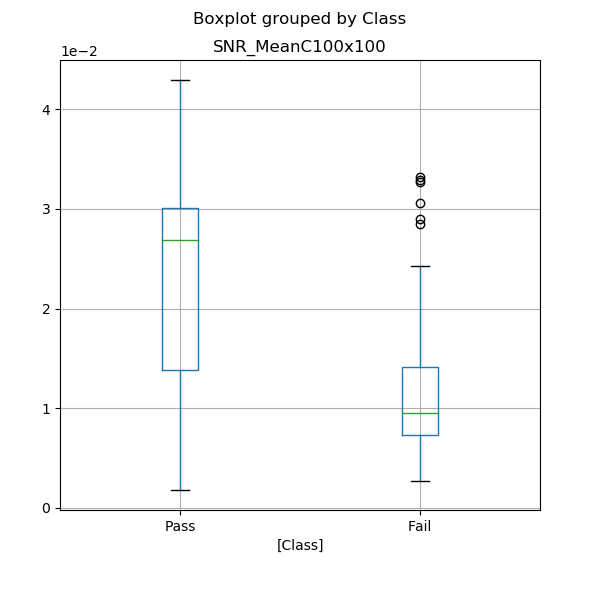 Boxplot grouped by Class
SNR_MeanC100x100
1e−2
4
3
2
1
0
Pass Fail
[Class]